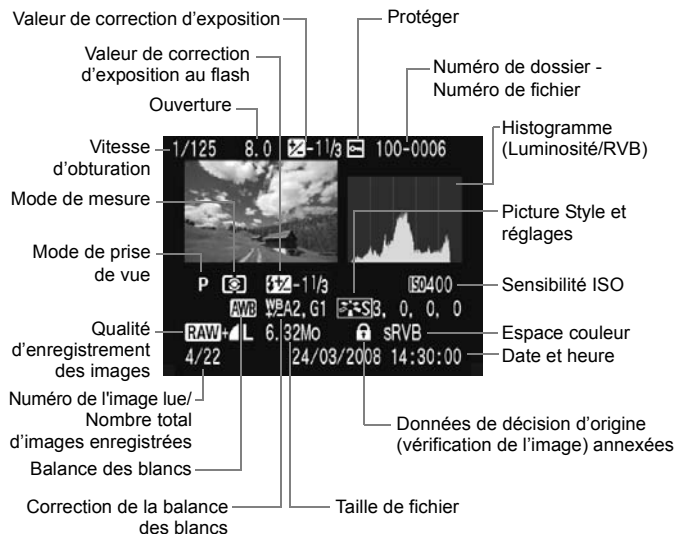 Valeur de correction d'exposition
Protéger
Valeur de correction
d'exposition au flash
Numéro de dossier -
Numéro de fichier
Ouverture
Histogramme
(Luminosité/RVB)
Vitesse
d'obturation
1/125 8.0 -1 1/3 100-0006
Mode de mesure
Picture Style et
réglages
Mode de prise
de vue
P -1 1/3 ISO400
Sensibilité ISO
AWB WB A2, G1 S3, 0, 0, 0
Qualité
d'enregistrement
des images
RAW+L 6.32Mo sRVB
Espace couleur
4/22 24/03/2008 14:30:00
Date et heure
Numéro de l'image lue/
Nombre total
d'images enregistrées
Données de décision d'origine
(vérification de l'image) annexées
Balance des blancs
Correction de la balance
des blancs
Taille de fichier